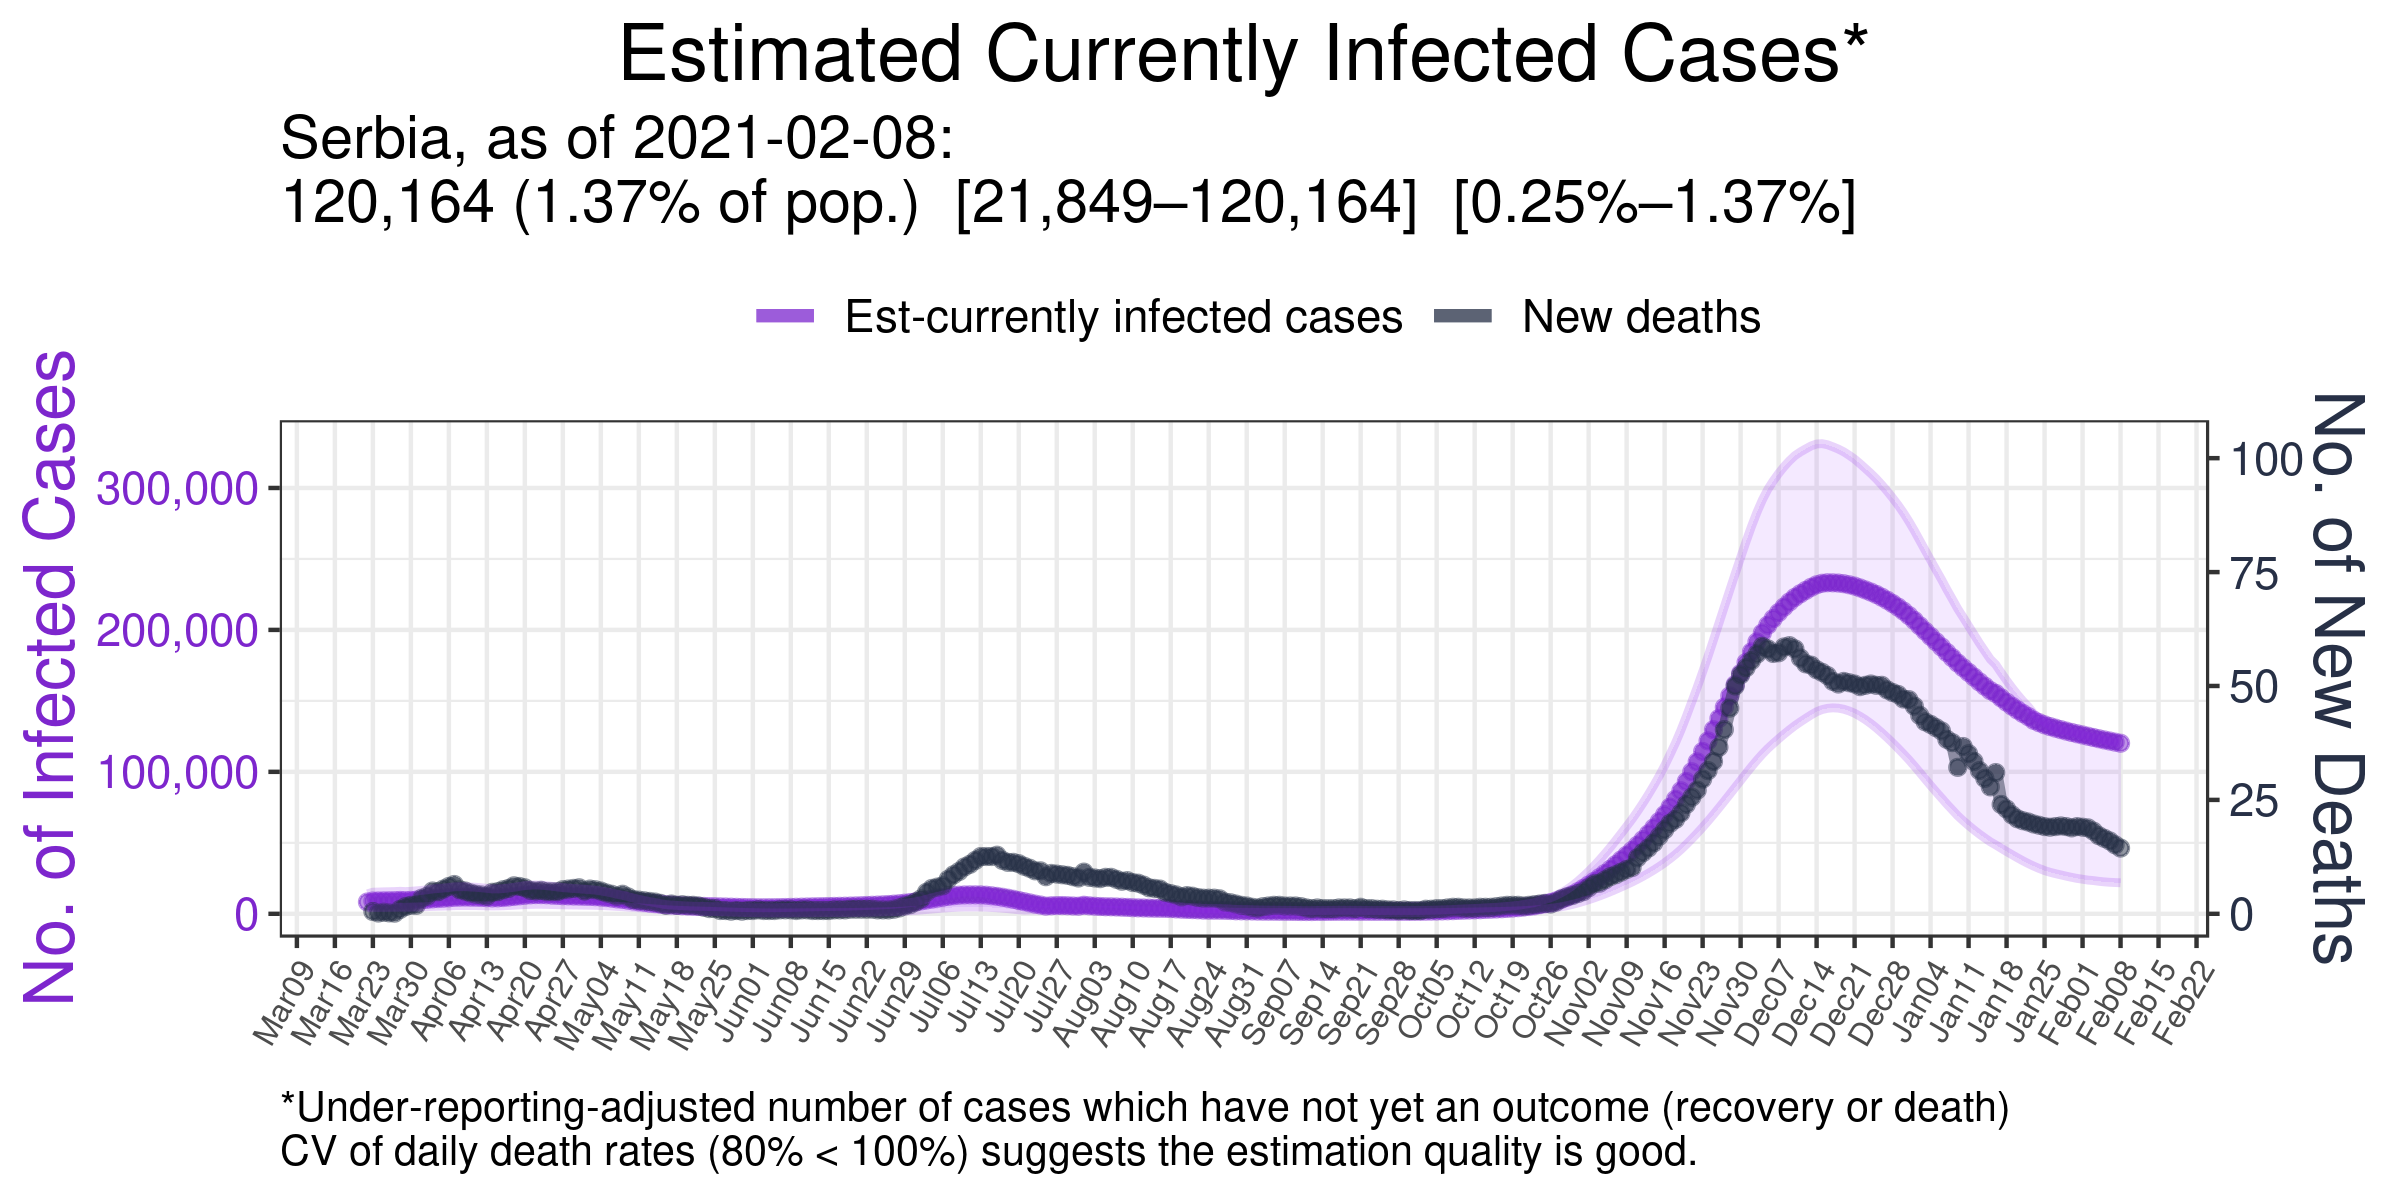 Estimated Currently Infected Cases*
Serbia, as of 2021-02-08:
120,164 (1.37% of pop.)  [21,849–120,164]  [0.25%–1.37%]
Est-currently infected cases
New deaths
No. of Infected Cases
300,000
200,000
100,000
0
100
75
50
25
0
No. of New Deaths
Mar09
Mar16
Mar23
Mar30
Apr06
Apr13
Apr20
Apr27
May04
May11
May18
May25
Jun01
Jun08
Jun15
Jun22
Jun29
Jul06
Jul13
Jul20
Jul27
Aug03
Aug10
Aug17
Aug24
Aug31
Sep07
Sep14
Sep21
Sep28
Oct05
Oct12
Oct19
Oct26
Nov02
Nov09
Nov16
Nov23
Nov30
Dec07
Dec14
Dec21
Dec28
Jan04
Jan11
Jan18
Jan25
Feb01
Feb08
Feb15
Feb22
*Under-reporting-adjusted number of cases which have not yet an outcome (recovery or death)
CV of daily death rates (80% < 100%) suggests the estimation quality is good.